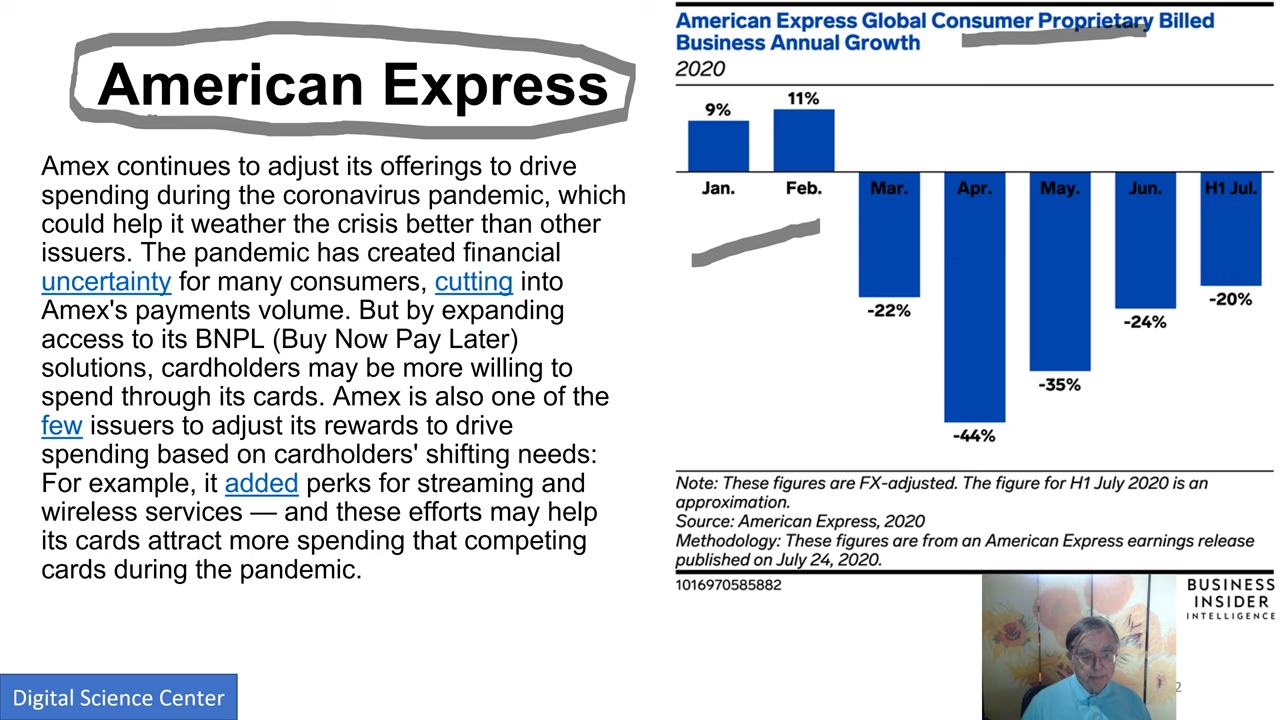 American Express
Amex continues to adjust its offerings to drive
spending during the coronavirus pandemic, which
could help it weather the crisis better than other
issuers. The pandemic has created financial
uncertainty for many consumers, cutting into
Amex's payments volume. But by expanding
access to its BNPL (Buy Now Pay Later)
solutions, cardholders may be more willing to
spend through its cards. Amex is also one of the
few issuers to adjust its rewards to drive
spending based on cardholders' shifting needs:
For example, it added perks for streaming and
wireless services — and these efforts may help
its cards attract more spending that competing
cards during the pandemic.
Digital Science Center
American Express Global Consumer Proprietary Billed
Business Annual Growth
2020
9% 11%
Jan. Feb. Mar. Apr. May. Jun. H1 Jul.
-22% -44% -35% -24% -20%
Note: These figures are FX-adjusted. The figure for H1 July 2020 is an
approximation.
Source: American Express, 2020
Methodology: These figures are from an American Express earnings release
published on July 24, 2020.
1016970585882
BUSINESS
INSIDER
INTELLIGENCE
2